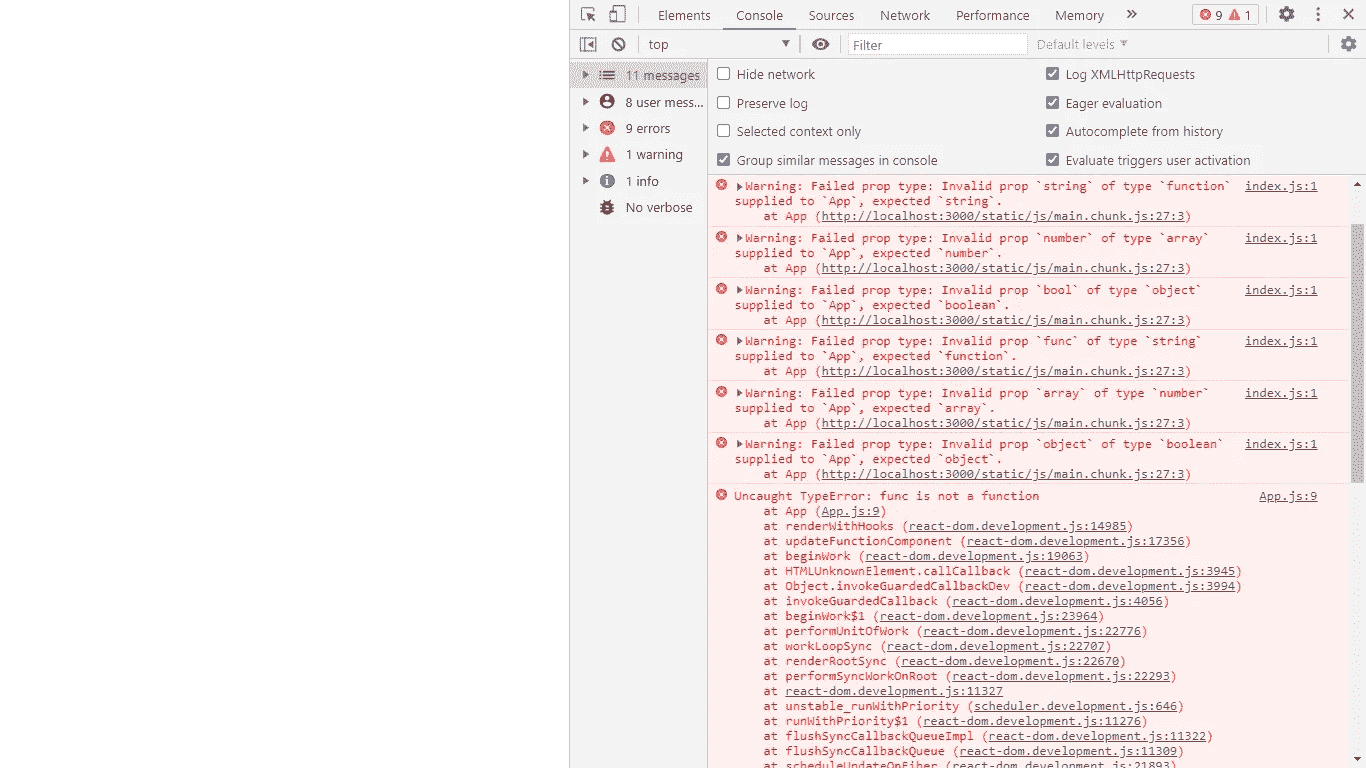 Elements Console Sources Network Performance Memory » 9 1
top Filter Default levels
11 messages
8 user mess...
9 errors
1 warning
1 info
No verbose
Hide network Log XMLHttpRequests
Preserve log Eager evaluation
Selected context only Autocomplete from history
Group similar messages in console Evaluate triggers user activation
Warning: Failed prop type: Invalid prop `string` of type `function` index.js:1
supplied to `App`, expected `string`.
at App (http://localhost:3000/static/js/main.chunk.js:27:3)
Warning: Failed prop type: Invalid prop `number` of type `array` index.js:1
supplied to `App`, expected `number`.
at App (http://localhost:3000/static/js/main.chunk.js:27:3)
Warning: Failed prop type: Invalid prop `bool` of type `object` index.js:1
supplied to `App`, expected `boolean`.
at App (http://localhost:3000/static/js/main.chunk.js:27:3)
Warning: Failed prop type: Invalid prop `func` of type `string` index.js:1
supplied to `App`, expected `function`.
at App (http://localhost:3000/static/js/main.chunk.js:27:3)
Warning: Failed prop type: Invalid prop `array` of type `number` index.js:1
supplied to `App`, expected `array`.
at App (http://localhost:3000/static/js/main.chunk.js:27:3)
Warning: Failed prop type: Invalid prop `object` of type `boolean` index.js:1
supplied to `App`, expected `object`.
at App (http://localhost:3000/static/js/main.chunk.js:27:3)
Uncaught TypeError: func is not a function App.js:9
at App (App.js:9)
at renderWithHooks (react-dom.development.js:14985)
at updateFunctionComponent (react-dom.development.js:17356)
at beginWork (react-dom.development.js:19063)
at HTMLUnknownElement.callCallback (react-dom.development.js:3945)
at Object.invokeGuardedCallbackDev (react-dom.development.js:3994)
at invokeGuardedCallback (react-dom.development.js:4056)
at beginWork$1 (react-dom.development.js:23964)
at performUnitOfWork (react-dom.development.js:22776)
at workLoopSync (react-dom.development.js:22707)
at renderRootSync (react-dom.development.js:22670)
at performSyncWorkOnRoot (react-dom.development.js:22293)
at react-dom.development.js:11327
at unstable_runWithPriority (scheduler.development.js:646)
at runWithPriority$1 (react-dom.development.js:11276)
at flushSyncCallbackQueueImpl (react-dom.development.js:11322)
at flushSyncCallbackQueue (react-dom.development.js:11309)
at scheduleUpdateOnFiber (react-dom.development.js:21893)